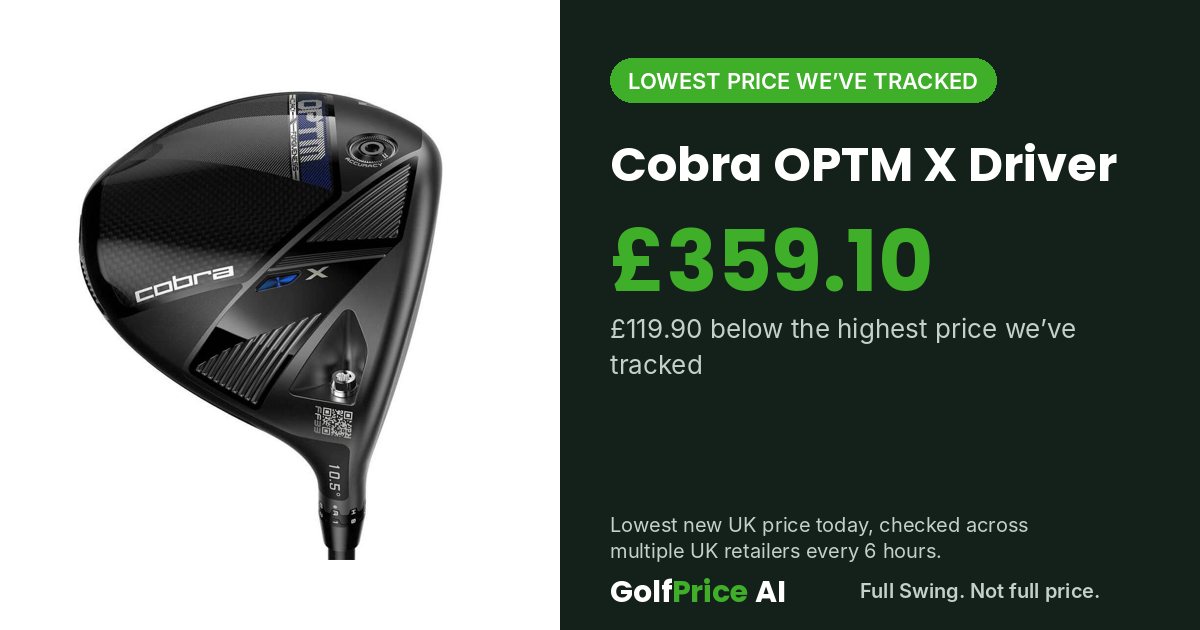 OPTM
ACCURACY
cobra
X
FF33
10.5°
LOWEST PRICE WE’VE TRACKED
Cobra OPTM X Driver
£359.10
£119.90 below the highest price we’ve
tracked
Lowest new UK price today, checked across
multiple UK retailers every 6 hours.
GolfPrice AI
Full Swing. Not full price.